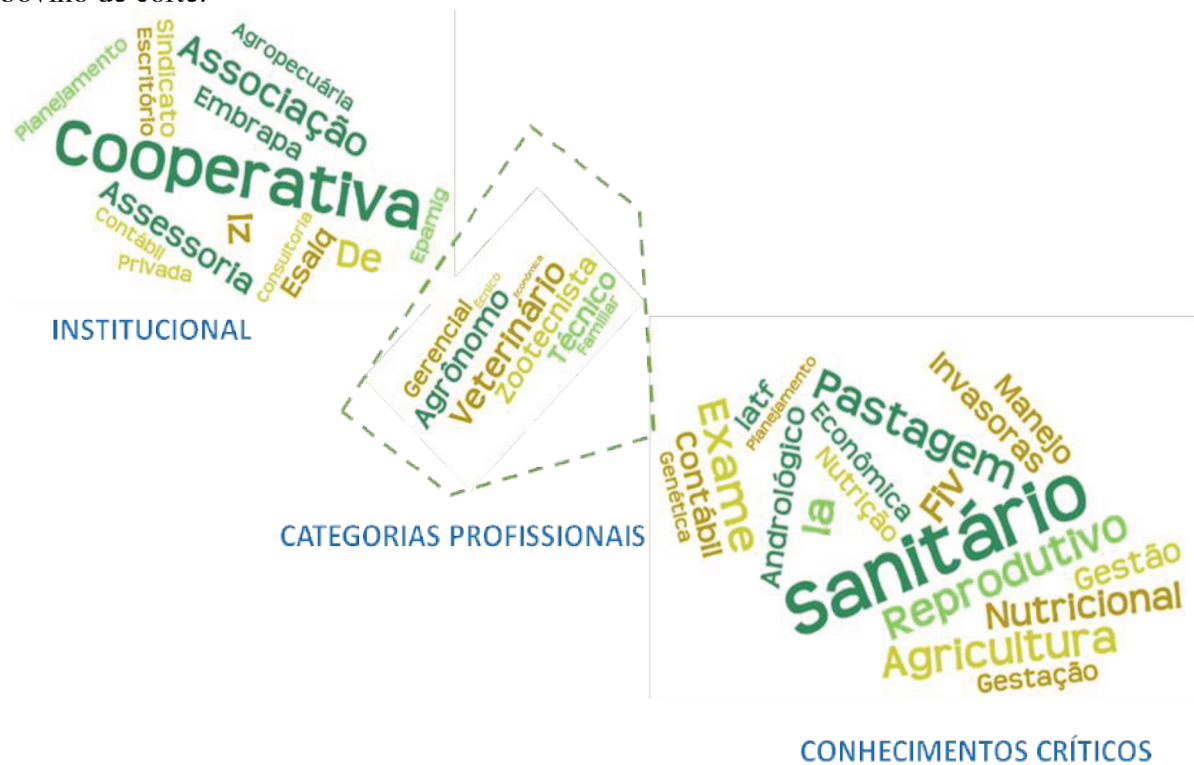 bovino de corte.
Planejamento
Escritório
Sindicato
Agropecuária
Associação
Embrapa
Cooperativa
Assessoria
Contábil
Privada
IZ
Consultoria
Esalq
De
Epamig
INSTITUCIONAL
Gerencial
Agrônomo
Écnico
Veterinário
Econômica
Zootecnista
Técnico
Familiar
CATEGORIAS PROFISSIONAIS
Genética
Contábil
Exame
Iatf
Planejamento
Andrológico
Ia
Pastagem
Econômica
Nutrição
Fiv
Invasoras
Manejo
Sanitário
Reprodutivo
Gestão
Nutricional
Agricultura
Gestação
CONHECIMENTOS CRÍTICOS